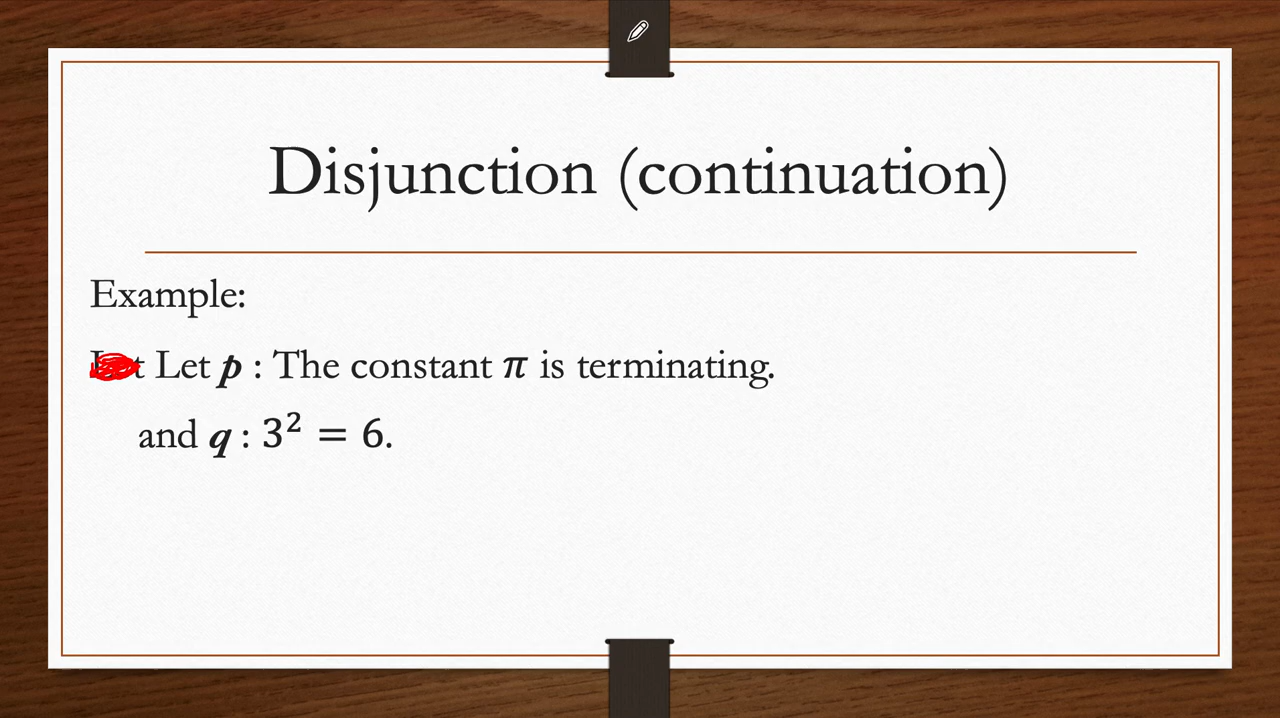 Disjunction (continuation)
Example:
Let p : The constant π is terminating.
and q : 3² = 6.